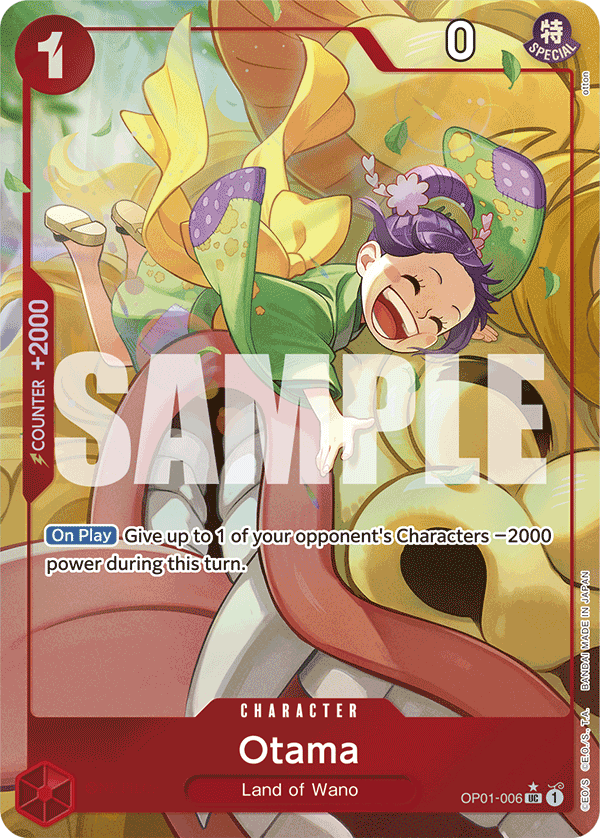 1
0
特
SPECIAL
otton
COUNTER +2000
SAMPLE
On Play Give up to 1 of your opponent's Characters −2000
power during this turn.
CHARACTER
Otama
Land of Wano
OP01-006 UC 1
©E.O/S ©E.O./S., T.A. BANDAI MADE IN JAPAN